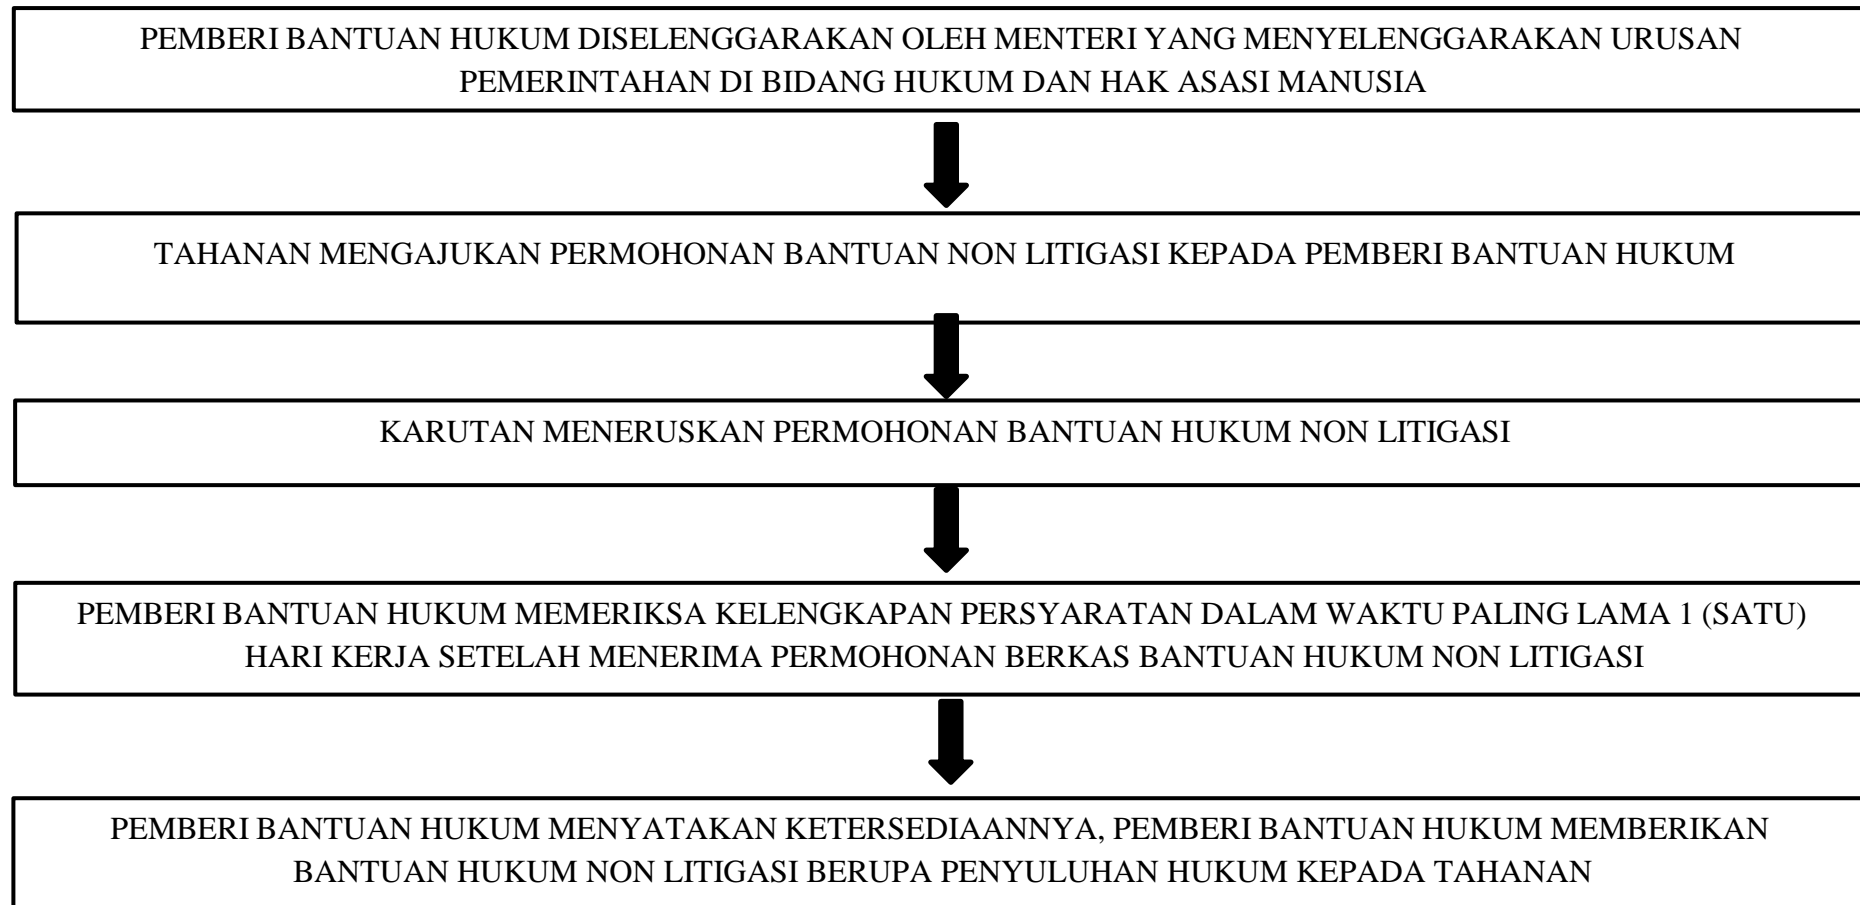 PEMBERI BANTUAN HUKUM DISELENGGARAKAN OLEH MENTERI YANG MENYELENGGARAKAN URUSAN
PEMERINTAHAN DI BIDANG HUKUM DAN HAK ASASI MANUSIA
TAHANAN MENGAJUKAN PERMOHONAN BANTUAN NON LITIGASI KEPADA PEMBERI BANTUAN HUKUM
KARUTAN MENERUSKAN PERMOHONAN BANTUAN HUKUM NON LITIGASI
PEMBERI BANTUAN HUKUM MEMERIKSA KELENGKAPAN PERSYARATAN DALAM WAKTU PALING LAMA 1 (SATU)
HARI KERJA SETELAH MENERIMA PERMOHONAN BERKAS BANTUAN HUKUM NON LITIGASI
PEMBERI BANTUAN HUKUM MENYATAKAN KETERSEDIAANNYA, PEMBERI BANTUAN HUKUM MEMBERIKAN
BANTUAN HUKUM NON LITIGASI BERUPA PENYULUHAN HUKUM KEPADA TAHANAN